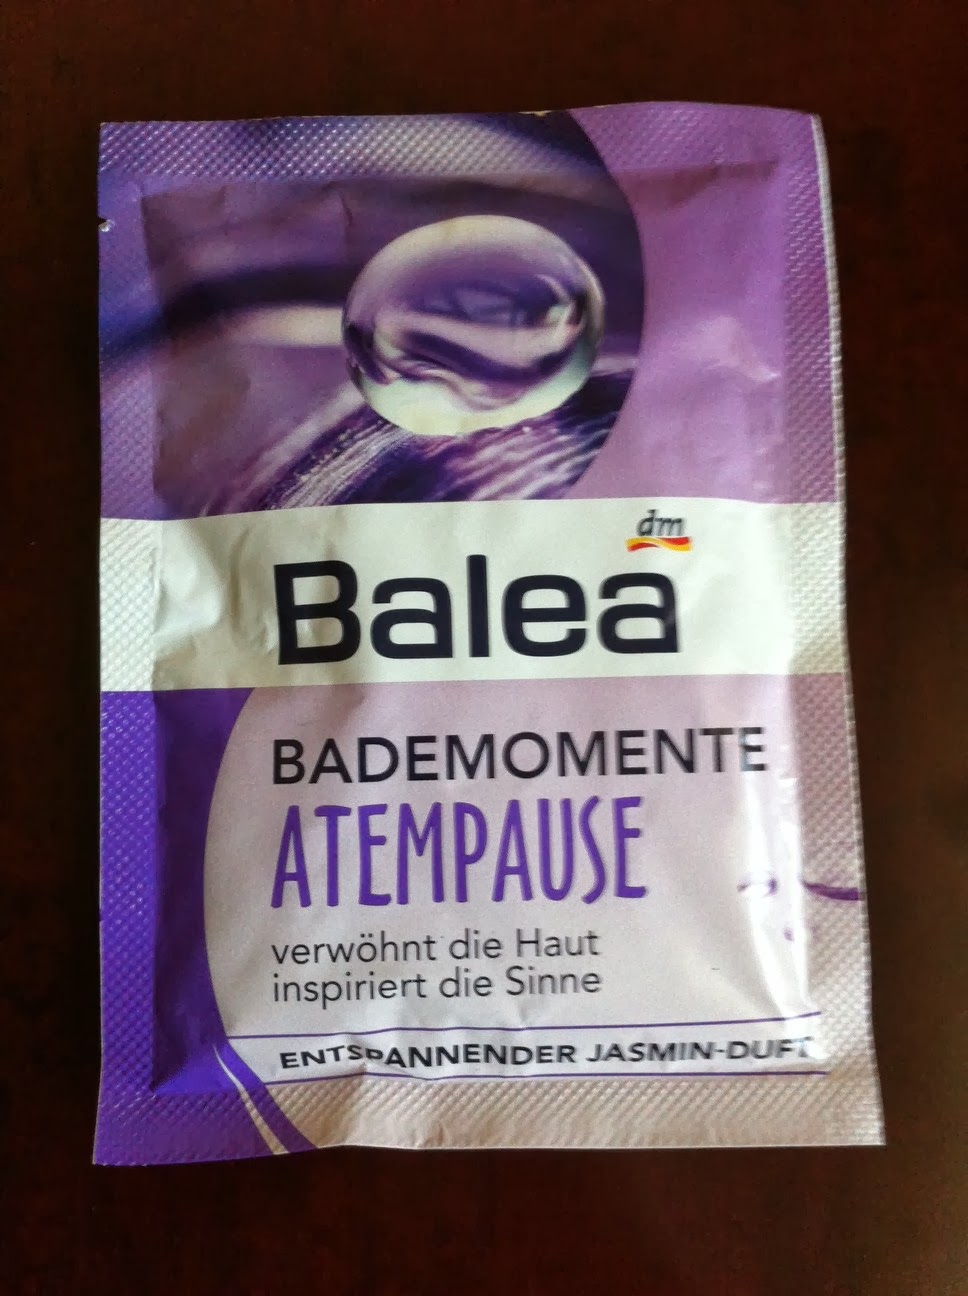 dm
Balea
BADEMOMENTE
ATEMPAUSE
verwöhnt die Haut
inspiriert die Sinne
ENTSPANNENDER JASMIN-DUFT